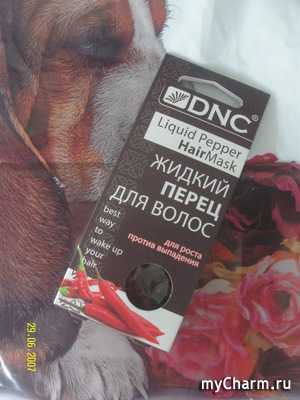 DNC
Liquid Pepper
HairMask
ЖИДКИЙ
ПЕРЕЦ
ДЛЯ ВОЛОС
для роста
против выпадения
best
way
to
wake up
your
hair
29 06 2007
myCharm.ru